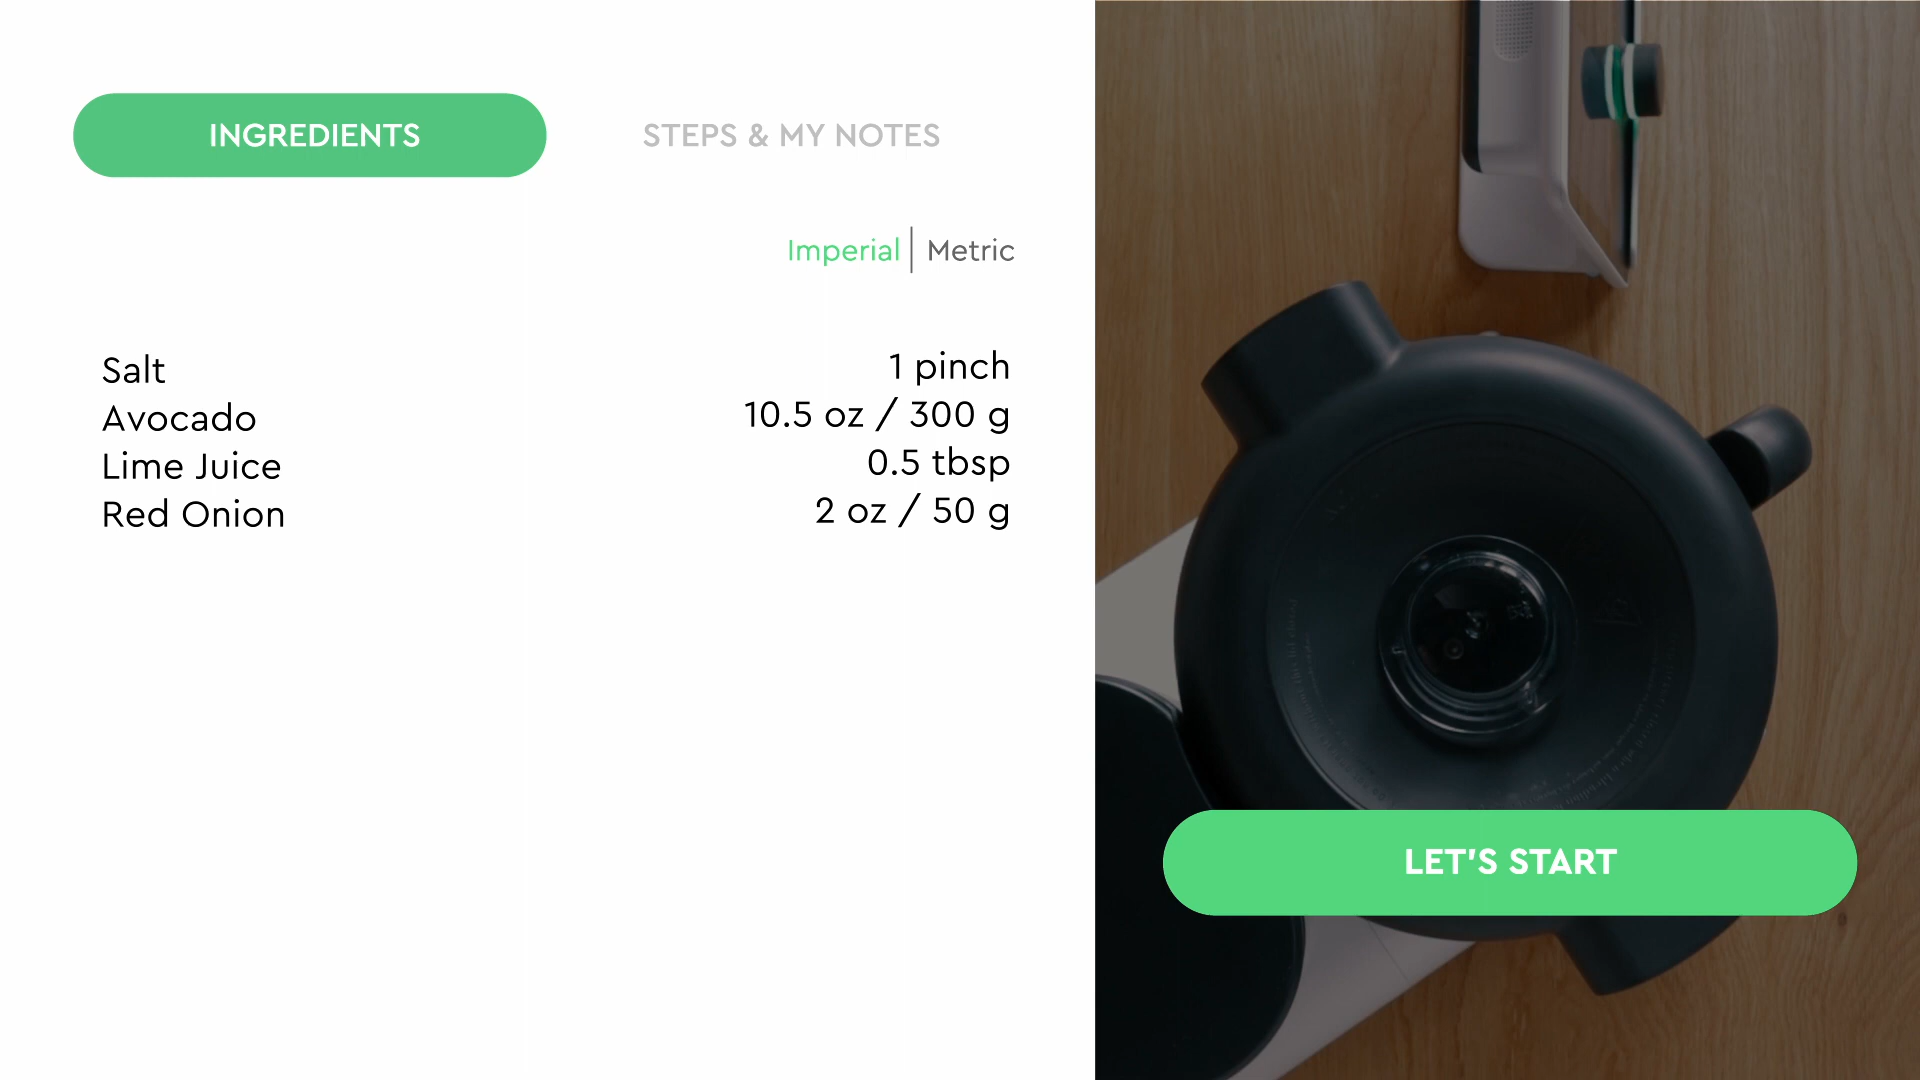 INGREDIENTS
STEPS & MY NOTES
Imperial | Metric
Salt 1 pinch
Avocado 10.5 oz / 300 g
Lime Juice 0.5 tbsp
Red Onion 2 oz / 50 g
LET'S START